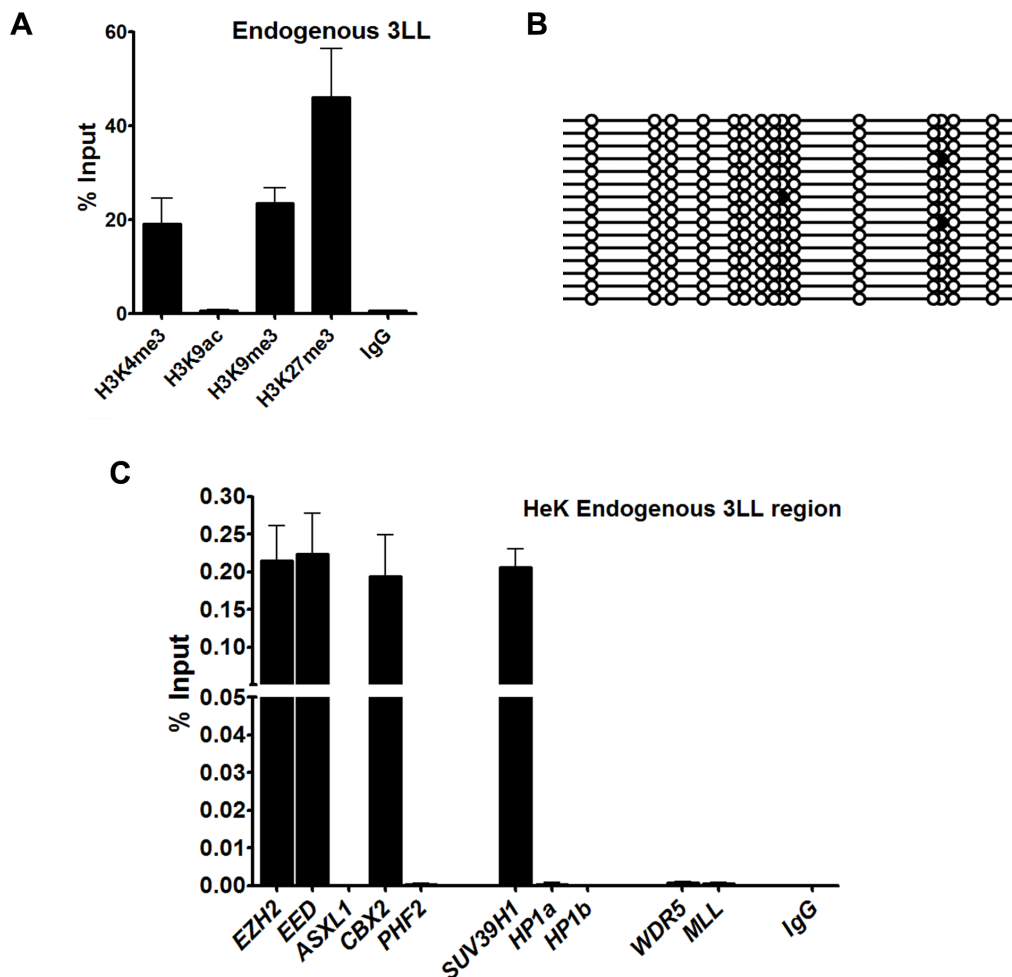 A
Endogenous 3LL
% Input
60
40
20
0
H3K4me3
H3K9ac
H3K9me3
H3K27me3
IgG
B
C
HeK Endogenous 3LL region
% Input
0.30
0.25
0.20
0.15
0.10
0.05
0.04
0.03
0.02
0.01
0.00
EZH2
EED
ASXL1
CBX2
PHF2
SUV39H1
HP1a
HP1b
WDR5
MLL
IgG